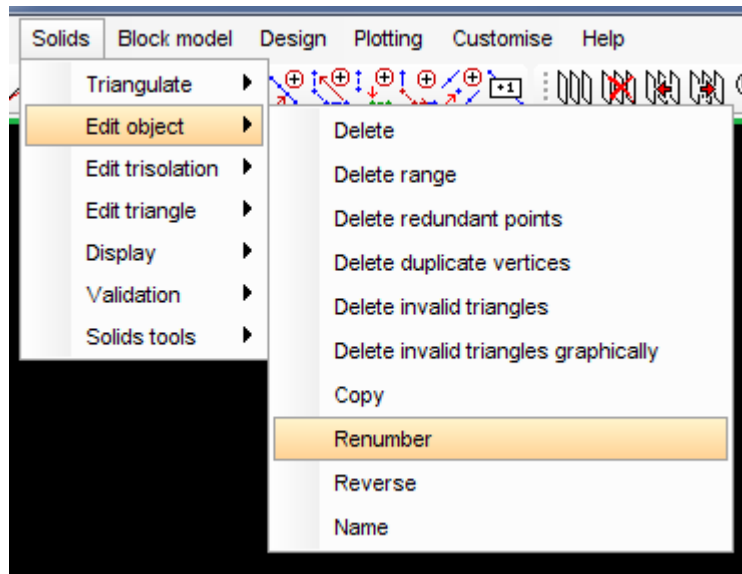 Solids Block model Design Plotting Customise Help
+1
Triangulate
Edit object
Edit trisolation
Edit triangle
Display
Validation
Solids tools
Delete
Delete range
Delete redundant points
Delete duplicate vertices
Delete invalid triangles
Delete invalid triangles graphically
Copy
Renumber
Reverse
Name